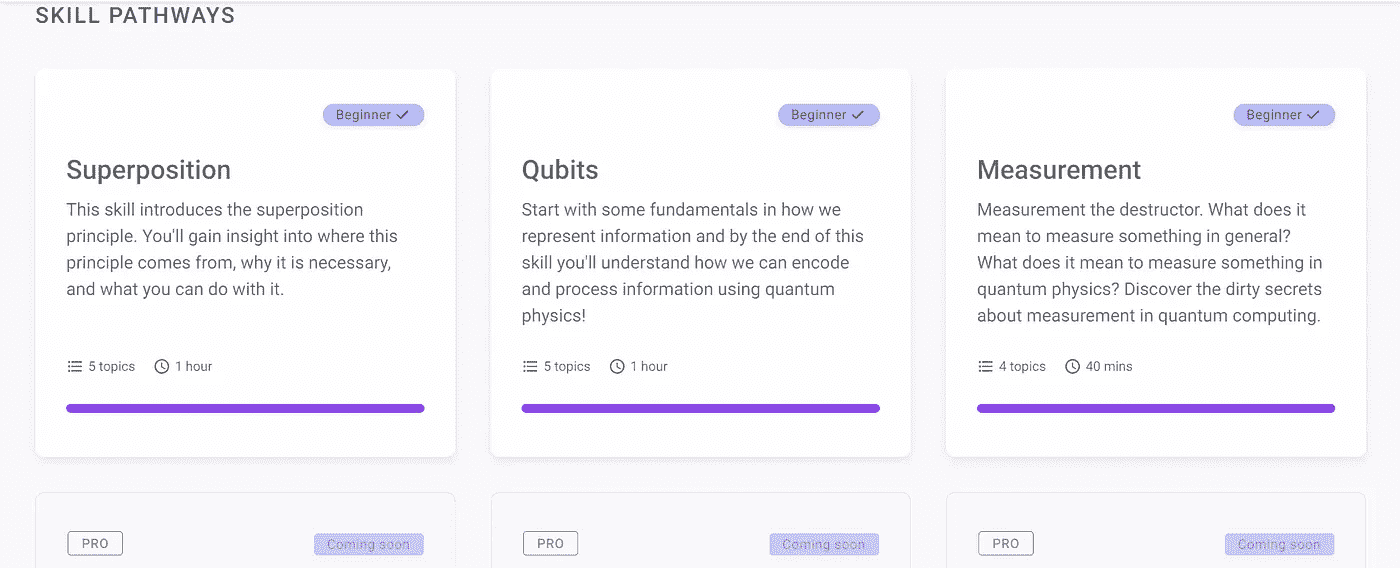 SKILL PATHWAYS
Beginner
Superposition
This skill introduces the superposition
principle. You'll gain insight into where this
principle comes from, why it is necessary,
and what you can do with it.
5 topics 1 hour
Beginner
Qubits
Start with some fundamentals in how we
represent information and by the end of this
skill you'll understand how we can encode
and process information using quantum
physics!
5 topics 1 hour
Beginner
Measurement
Measurement the destructor. What does it
mean to measure something in general?
What does it mean to measure something in
quantum physics? Discover the dirty secrets
about measurement in quantum computing.
4 topics 40 mins
PRO Coming soon
PRO Coming soon
PRO Coming soon